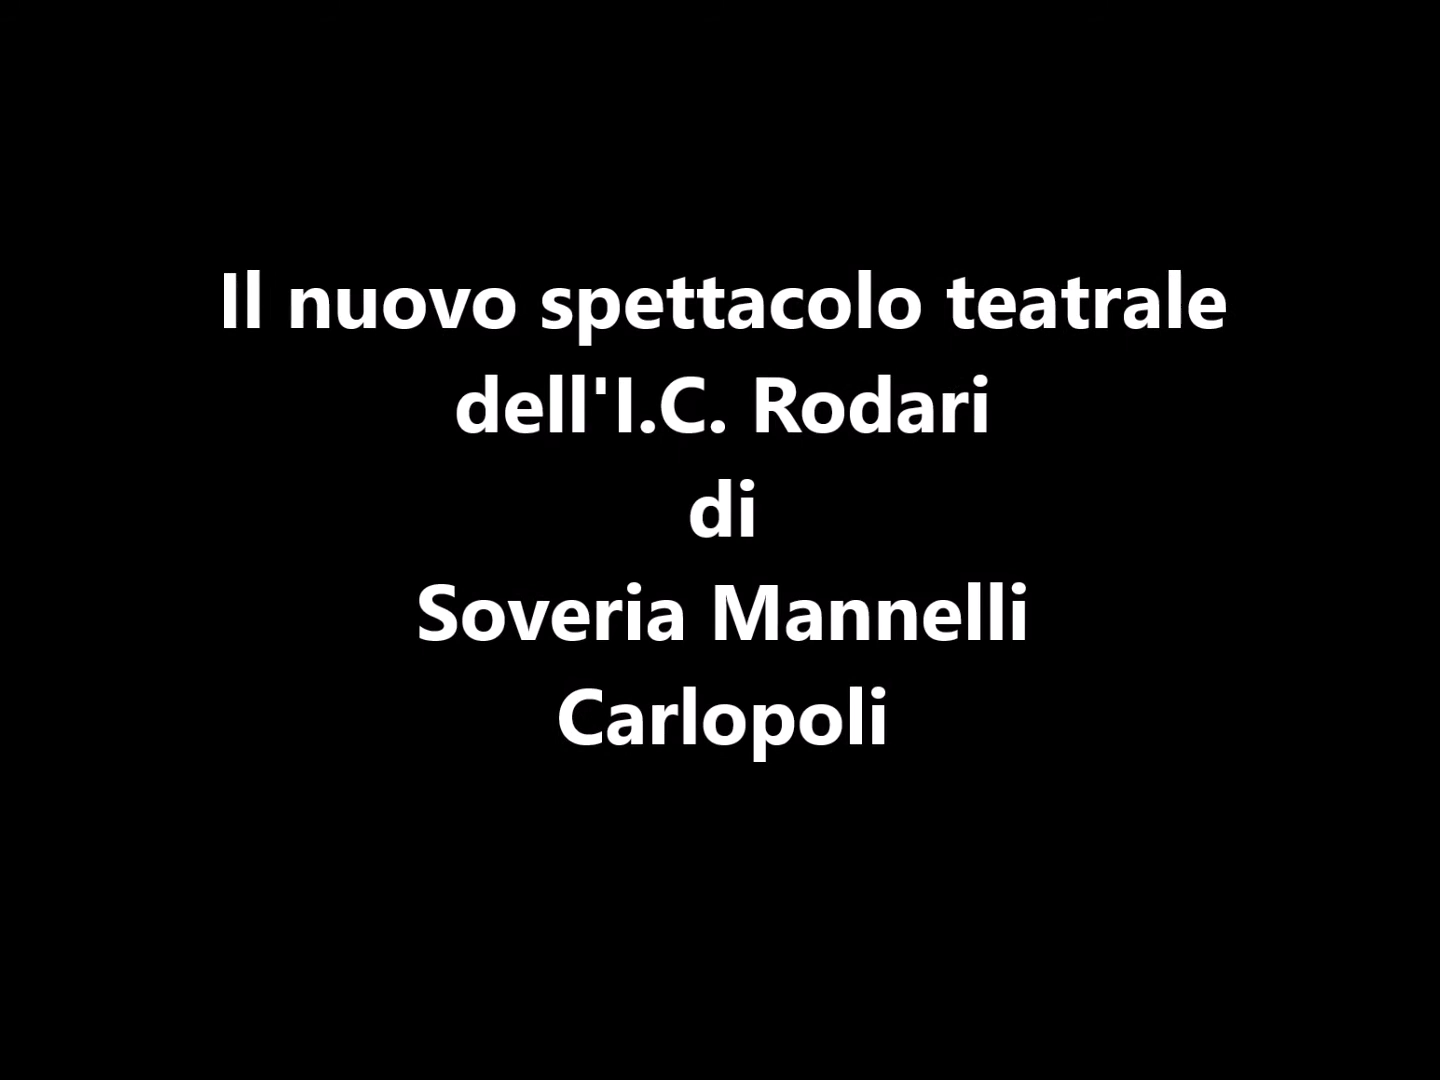 Il nuovo spettacolo teatrale
dell'I.C. Rodari
di
Soveria Mannelli
Carlopoli